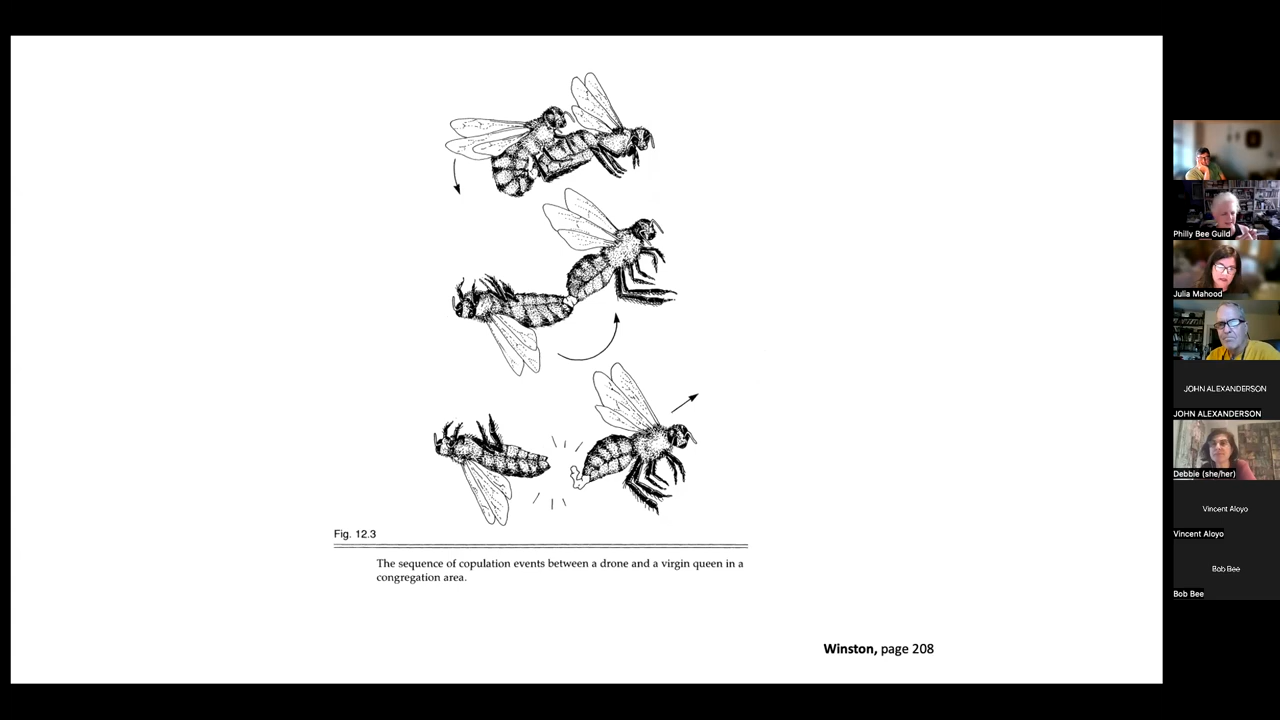 Fig. 12.3
The sequence of copulation events between a drone and a virgin queen in a
congregation area.
Winston, page 208
Philly Bee Guild
Julia Mahood
JOHN ALEXANDERSON
JOHN ALEXANDERSON
Debbie (she/her)
Vincent Aloyo
Vincent Aloyo
Bob Bee
Bob Bee